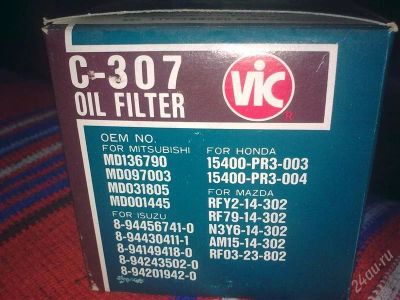 C-307
OIL FILTER
VIC
®
OEM NO.
FOR MITSUBISHI
MD136790
MD097003
MD031805
MD001445
FOR ISUZU
8-94456741-0
8-94430411-1
8-94149418-0
8-94243502-0
8-94201942-0
FOR HONDA
15400-PR3-003
15400-PR3-004
FOR MAZDA
RFY2-14-302
RF79-14-302
N3Y6-14-302
AM15-14-302
RF03-23-802
24au.ru